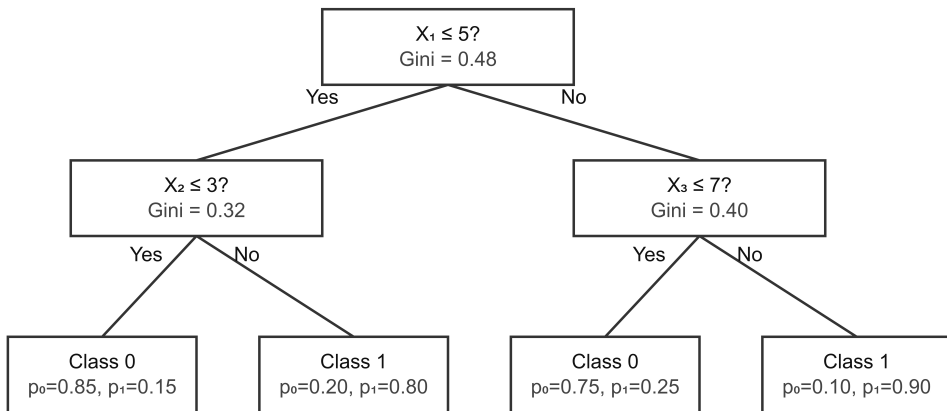 X₁ ≤ 5?
Gini = 0.48
Yes
No
X₂ ≤ 3?
Gini = 0.32
X₃ ≤ 7?
Gini = 0.40
Yes
No
Yes
No
Class 0
p₀=0.85, p₁=0.15
Class 1
p₀=0.20, p₁=0.80
Class 0
p₀=0.75, p₁=0.25
Class 1
p₀=0.10, p₁=0.90